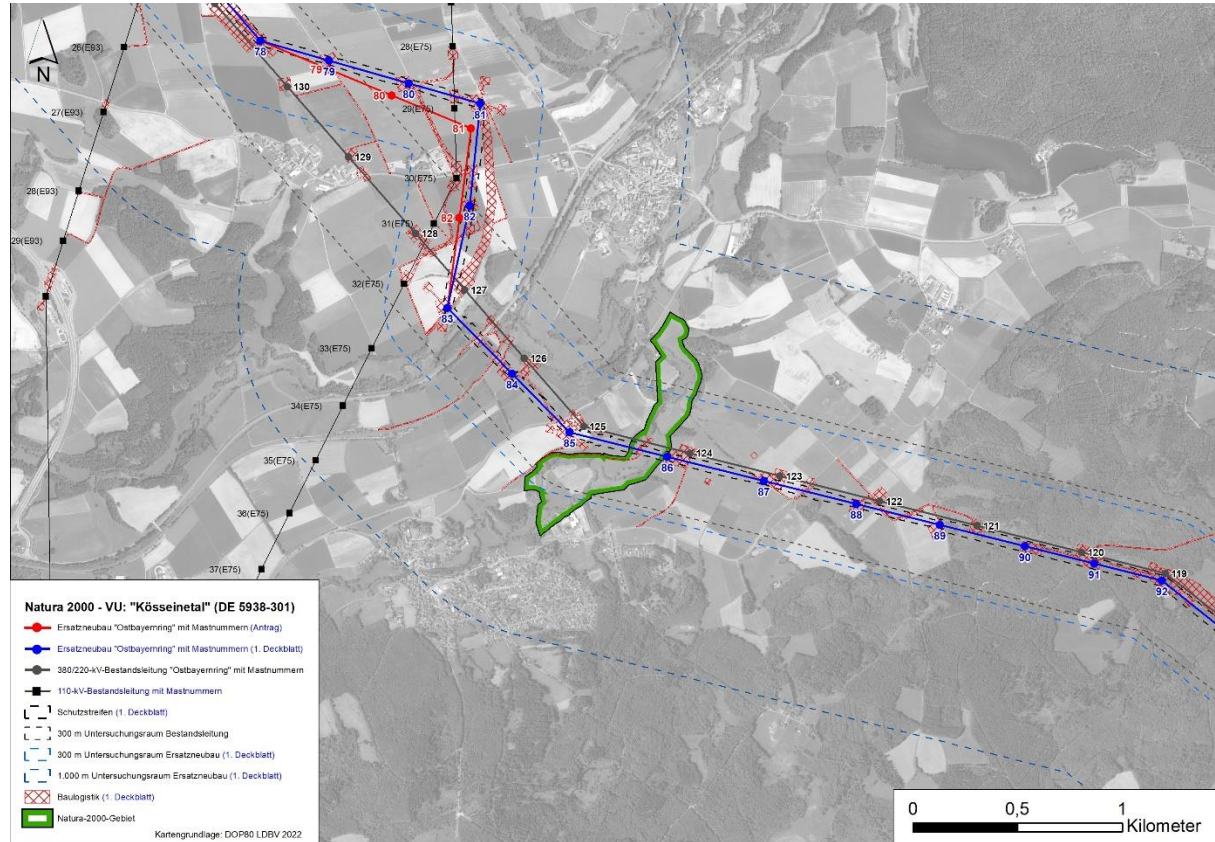 78
26(E93)
28(E75)
79
79
N
130
80
80
29(E75)
81
81
27(E93)
129
30(E75)
28(E93)
82
82
31(E75)
128
29(E93)
32(E75)
127
83
33(E75)
126
84
34(E75)
125
85
124
86
35(E75)
123
87
122
88
36(E75)
121
89
120
90
37(E75)
119
91
92
Natura 2000 - VU: "Kösseinetal" (DE 5938-301)
Ersatzneubau "Ostbayernring" mit Mastnummern (Antrag)
Ersatzneubau "Ostbayernring" mit Mastnummern (1. Deckblatt)
380/220-kV-Bestandsleitung "Ostbayernring" mit Mastnummern
110-kV-Bestandsleitung mit Mastnummern
Schutzstreifen (1. Deckblatt)
300 m Untersuchungsraum Bestandsleitung
300 m Untersuchungsraum Ersatzneubau (1. Deckblatt)
1.000 m Untersuchungsraum Ersatzneubau (1. Deckblatt)
Baulogistik (1. Deckblatt)
Natura-2000-Gebiet
Kartengrundlage: DOP80 LDBV 2022
0 0,5 1
Kilometer